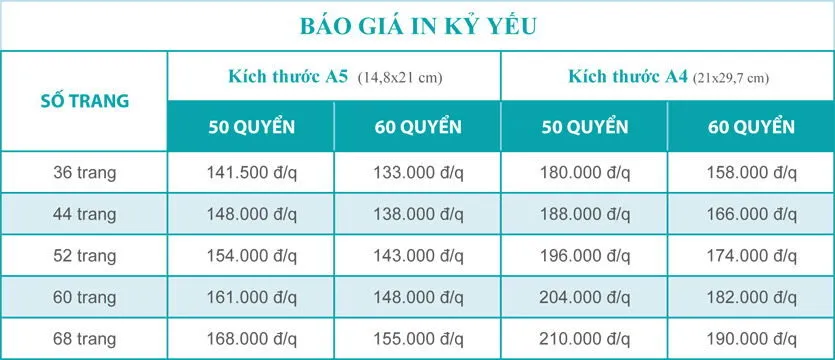 BÁO GIÁ IN KỶ YẾU
SỐ TRANG Kích thước A5 (14,8x21 cm) Kích thước A4 (21x29,7 cm)
50 QUYỂN 60 QUYỂN 50 QUYỂN 60 QUYỂN
36 trang 141.500 đ/q 133.000 đ/q 180.000 đ/q 158.000 đ/q
44 trang 148.000 đ/q 138.000 đ/q 188.000 đ/q 166.000 đ/q
52 trang 154.000 đ/q 143.000 đ/q 196.000 đ/q 174.000 đ/q
60 trang 161.000 đ/q 148.000 đ/q 204.000 đ/q 182.000 đ/q
68 trang 168.000 đ/q 155.000 đ/q 210.000 đ/q 190.000 đ/q